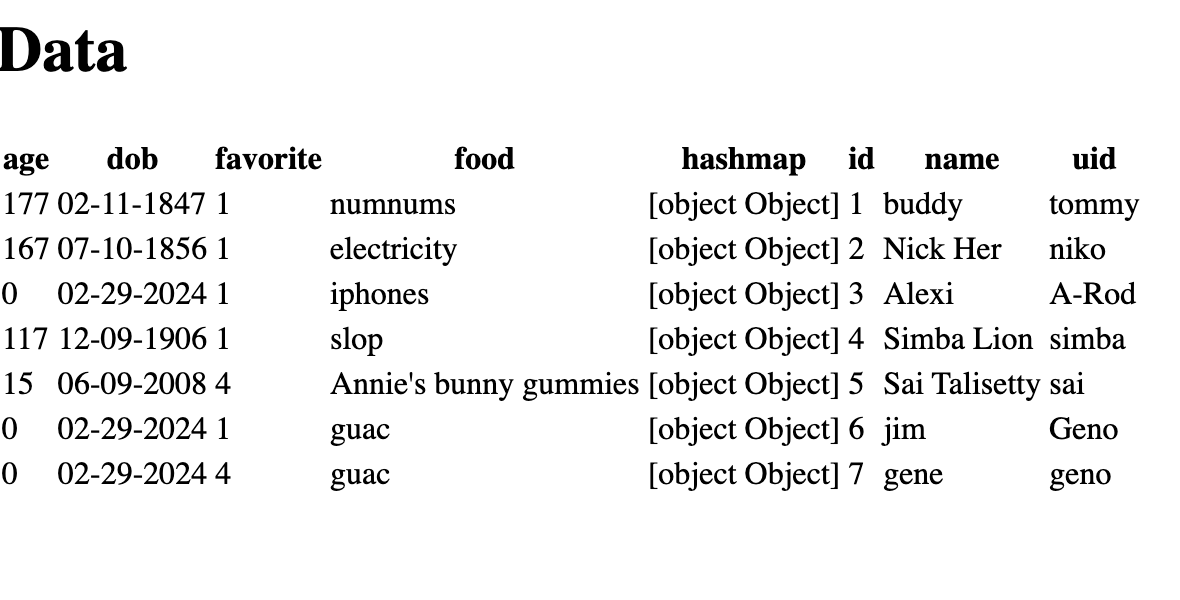 Data
age dob favorite food hashmap id name uid
177 02-11-1847 1 numnums [object Object] 1 buddy tommy
167 07-10-1856 1 electricity [object Object] 2 Nick Her niko
0 02-29-2024 1 iphones [object Object] 3 Alexi A-Rod
117 12-09-1906 1 slop [object Object] 4 Simba Lion simba
15 06-09-2008 4 Annie's bunny gummies [object Object] 5 Sai Talisetty sai
0 02-29-2024 1 guac [object Object] 6 jim Geno
0 02-29-2024 4 guac [object Object] 7 gene geno